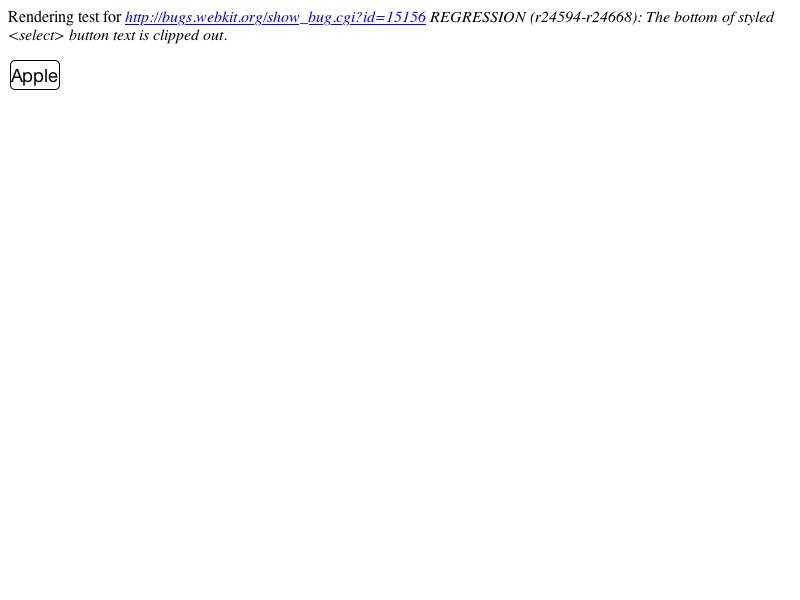 Rendering test for http://bugs.webkit.org/show_bug.cgi?id=15156 REGRESSION (r24594-r24668): The bottom of styled
<select> button text is clipped out.
Apple